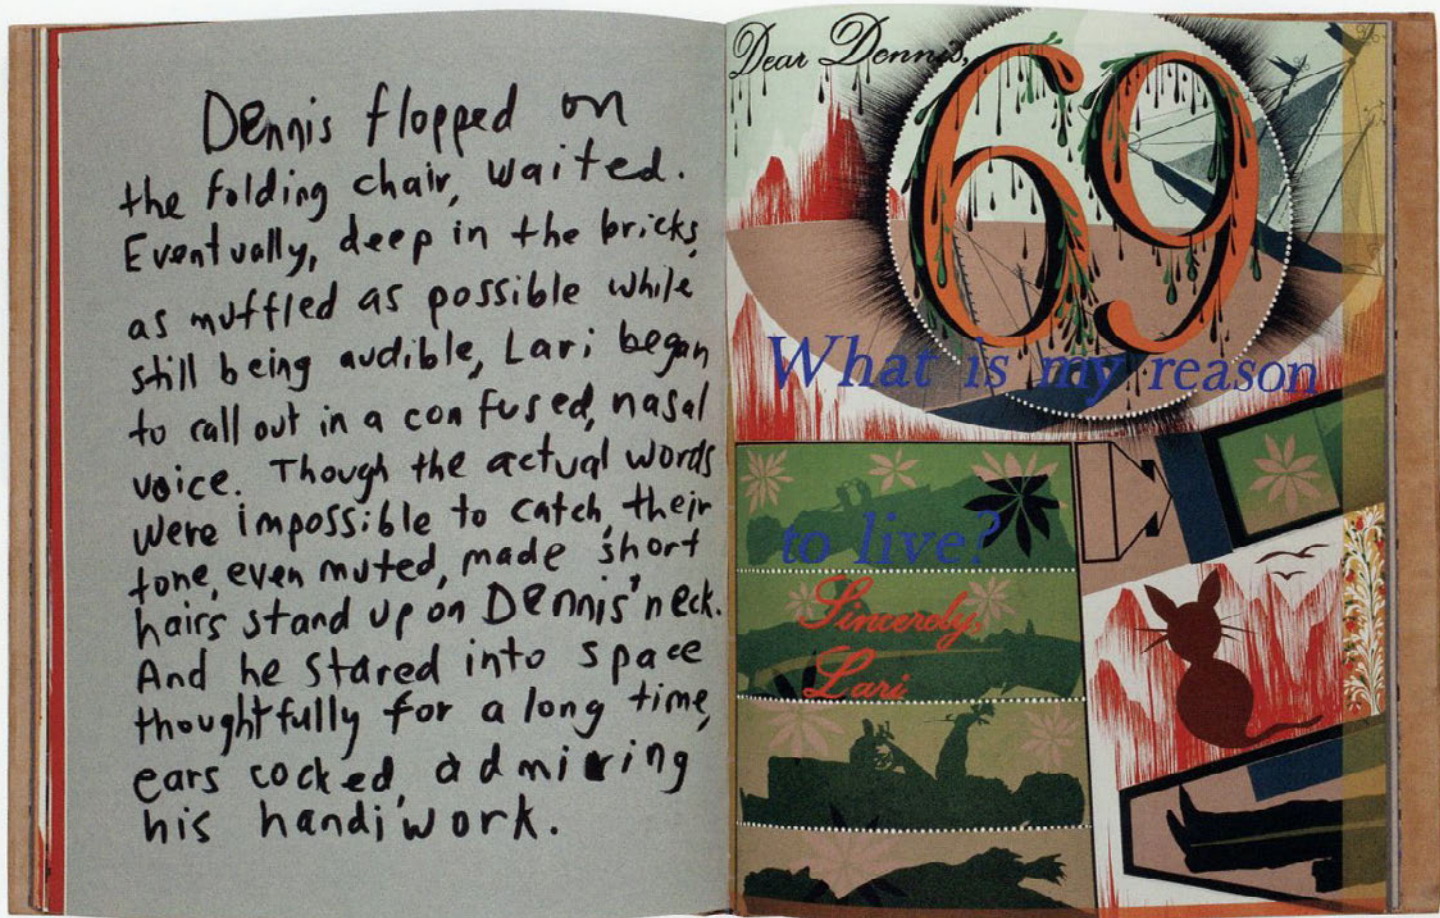 Dennis flopped on
the folding chair, waited.
Eventually, deep in the bricks,
as muffled as possible while
still being audible, Lari began
to call out in a confused, nasal
voice. Though the actual words
were impossible to catch, their
tone, even muted, made short
hairs stand up on Dennis' neck.
And he stared into space
thoughtfully for a long time,
ears cocked, admiring
his handiwork.
Dear Dennis,
69
What is my reason
to live?
Sincerely,
Lari